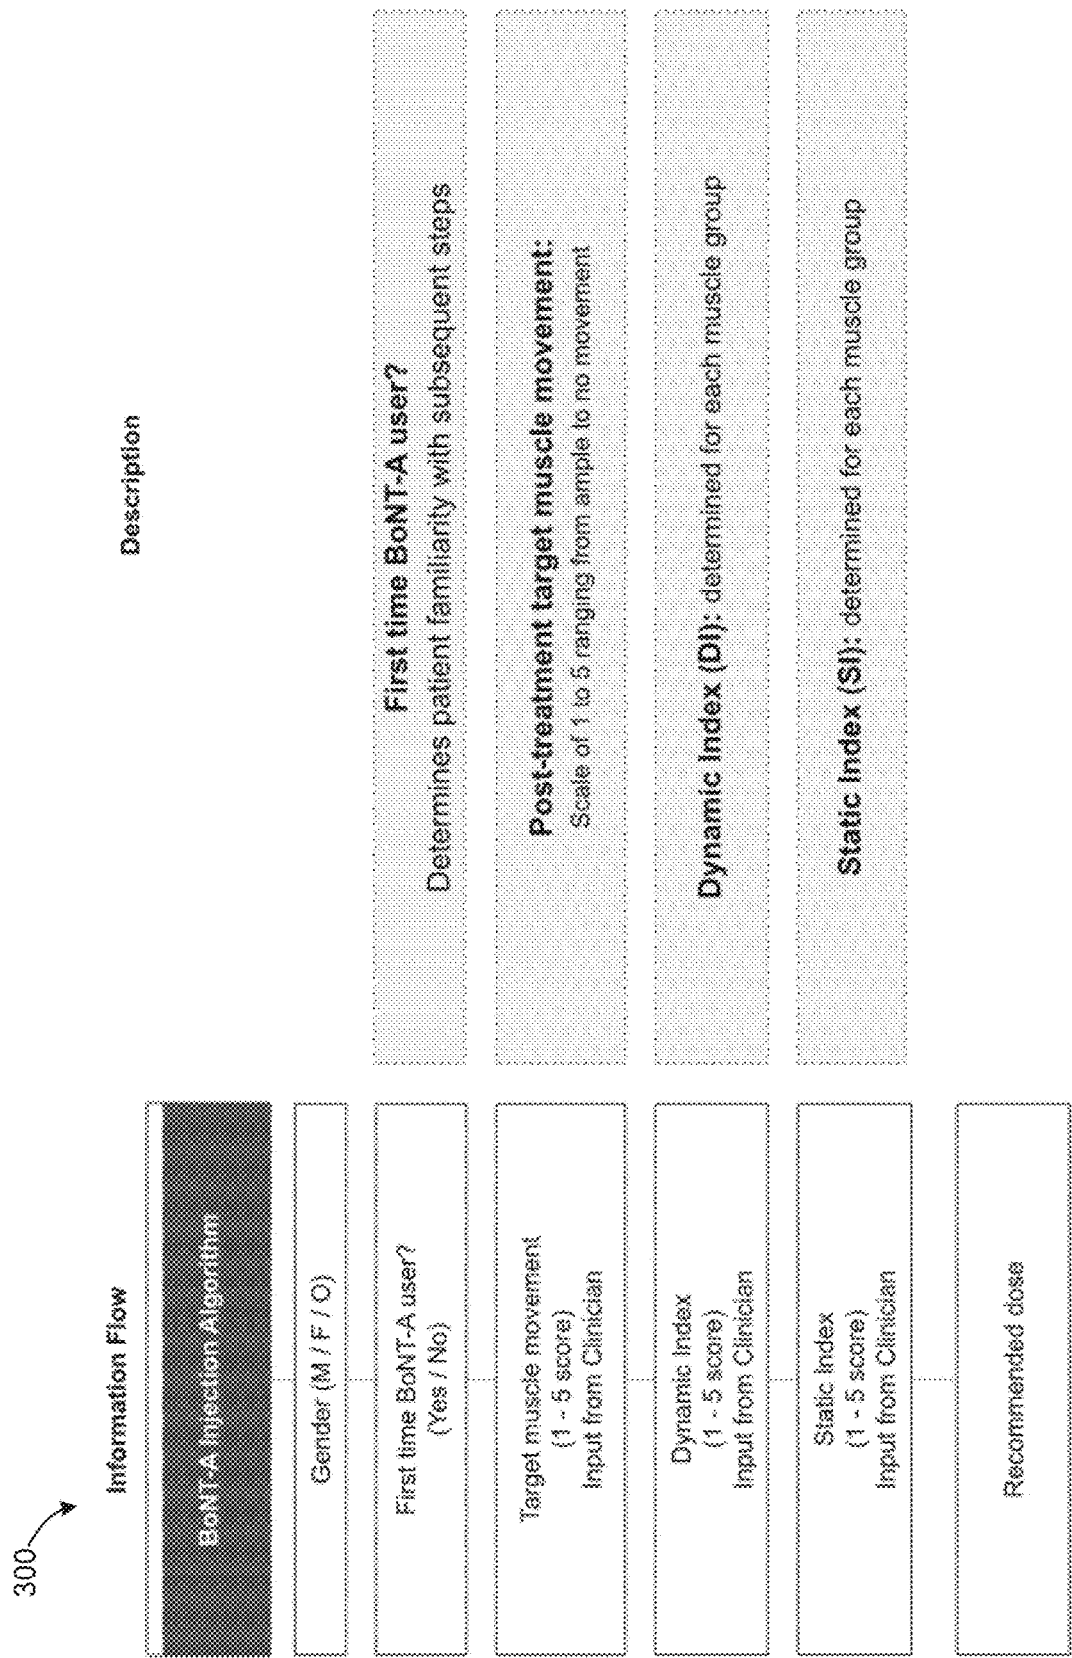 300
Information Flow
Description
BoNT-A Injection Algorithm
Gender (M / F / O)
First time BoNT-A user?
(Yes / No)
First time BoNT-A user?
Determines patient familiarity with subsequent steps
Target muscle movement
(1 - 5 score)
Input from Clinician
Post-treatment target muscle movement:
Scale of 1 to 5 ranging from ample to no movement
Dynamic Index
(1 - 5 score)
Input from Clinician
Dynamic Index (DI): determined for each muscle group
Static Index
(1 - 5 score)
Input from Clinician
Static Index (SI): determined for each muscle group
Recommended dose